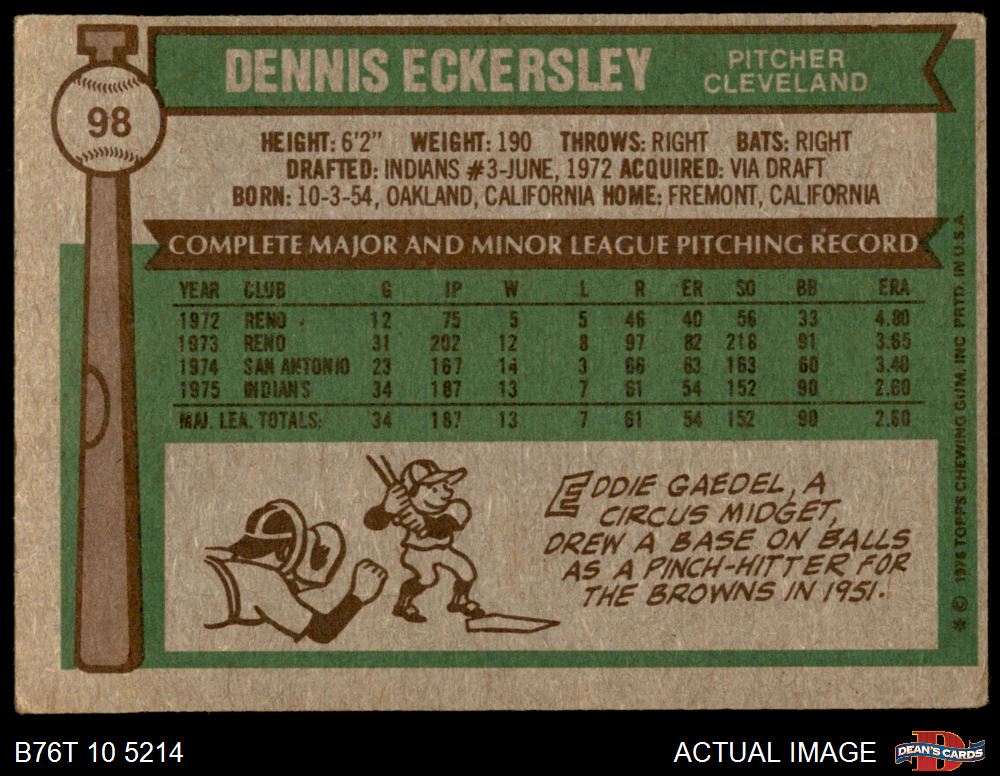 98
DENNIS ECKERSLEY
PITCHER
CLEVELAND
HEIGHT: 6'2" WEIGHT: 190 THROWS: RIGHT BATS: RIGHT
DRAFTED: INDIANS #3-JUNE, 1972 ACQUIRED: VIA DRAFT
BORN: 10-3-54, OAKLAND, CALIFORNIA HOME: FREMONT, CALIFORNIA
COMPLETE MAJOR AND MINOR LEAGUE PITCHING RECORD
YEAR CLUB G IP W L R ER SO BB ERA
1972 RENO 12 75 5 5 46 40 56 33 4.80
1973 RENO 31 202 12 8 97 82 218 91 3.65
1974 SAN ANTONIO 23 167 14 3 66 63 163 60 3.40
1975 INDIANS 34 187 13 7 61 54 152 90 2.60
MAJ. LEA. TOTALS: 34 187 13 7 61 54 152 90 2.60
EDDIE GAEDEL, A
CIRCUS MIDGET,
DREW A BASE ON BALLS
AS A PINCH-HITTER FOR
THE BROWNS IN 1951.
* © 1976 TOPPS CHEWING GUM, INC PRTD. IN U.S.A.
B76T 10 5214
ACTUAL IMAGE
DEAN'S CARDS